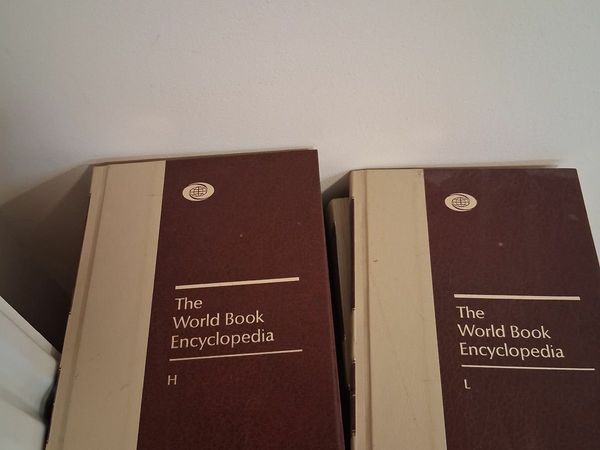 The
World Book
Encyclopedia
H
The
World Book
Encyclopedia
L